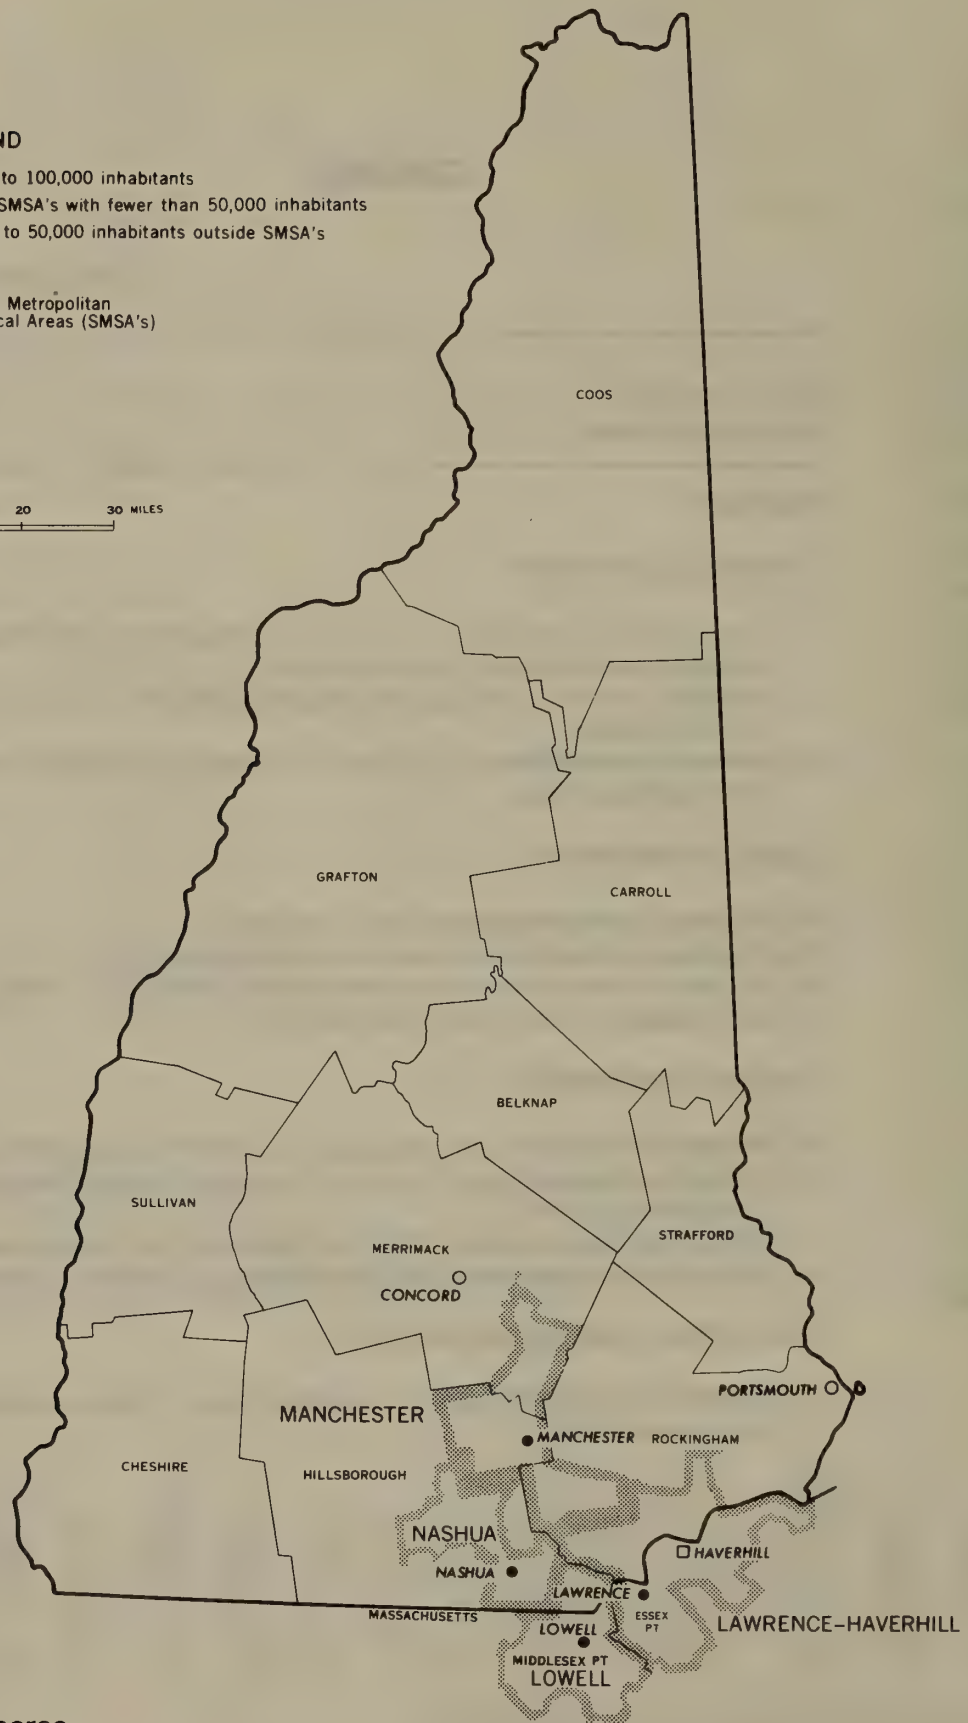 ND
to 100,000 inhabitants
SMSA's with fewer than 50,000 inhabitants
to 50,000 inhabitants outside SMSA's
Metropolitan
cal Areas (SMSA's)
20 30 MILES
COOS
GRAFTON
CARROLL
BELKNAP
SULLIVAN
STRAFFORD
MERRIMACK
CONCORD
PORTSMOUTH
MANCHESTER
MANCHESTER
ROCKINGHAM
CHESHIRE
HILLSBOROUGH
NASHUA
HAVERHILL
NASHUA
LAWRENCE
MASSACHUSETTS
ESSEX
PT
LAWRENCE-HAVERHILL
LOWELL
MIDDLESEX PT
LOWELL